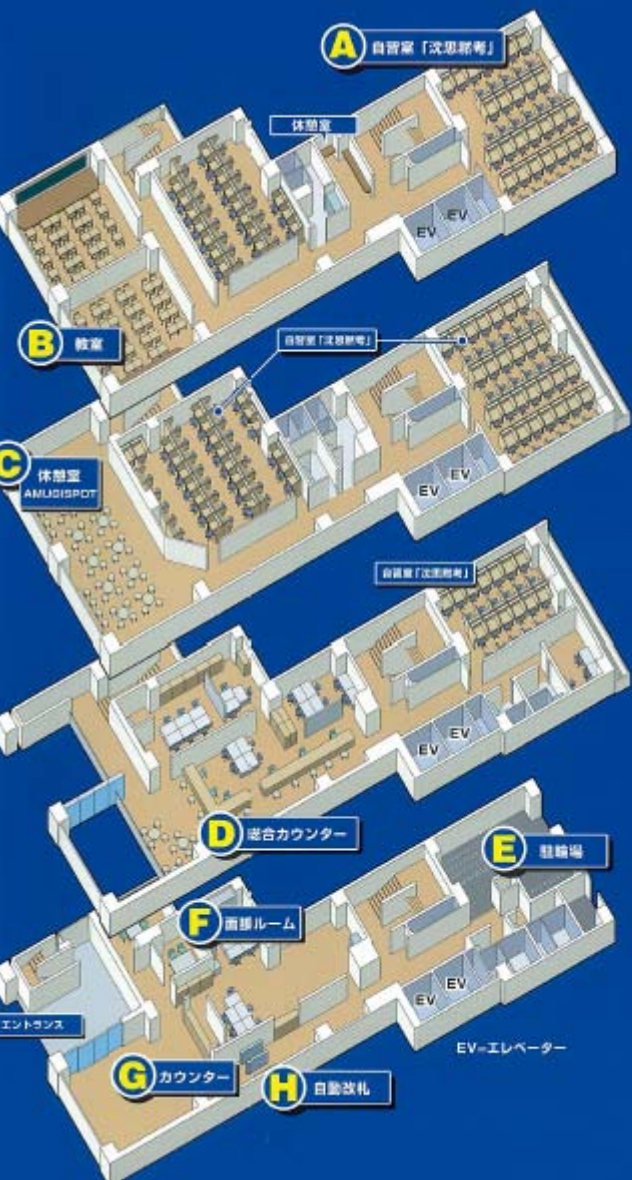 A 自習室「沈思黙考」
休憩室
EV EV
B 教室
自習室「沈思黙考」
C 休憩室
AMUSISPOT
EV EV
自習室「沈思黙考」
EV EV
D 総合カウンター
E 駐輪場
F 面接ルーム
EV EV
エントランス
EV=エレベーター
G カウンター
H 自動改札